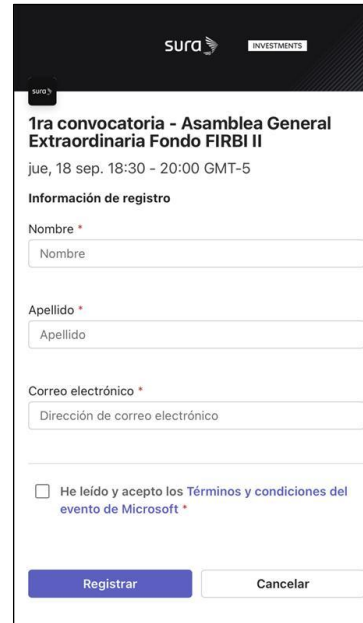 sura
INVESTMENTS
sura
1ra convocatoria - Asamblea General
Extraordinaria Fondo FIRBI II
jue, 18 sep. 18:30 - 20:00 GMT-5
Información de registro
Nombre *
Nombre
Apellido *
Apellido
Correo electrónico *
Dirección de correo electrónico
He leído y acepto los Términos y condiciones del
evento de Microsoft *
Registrar Cancelar